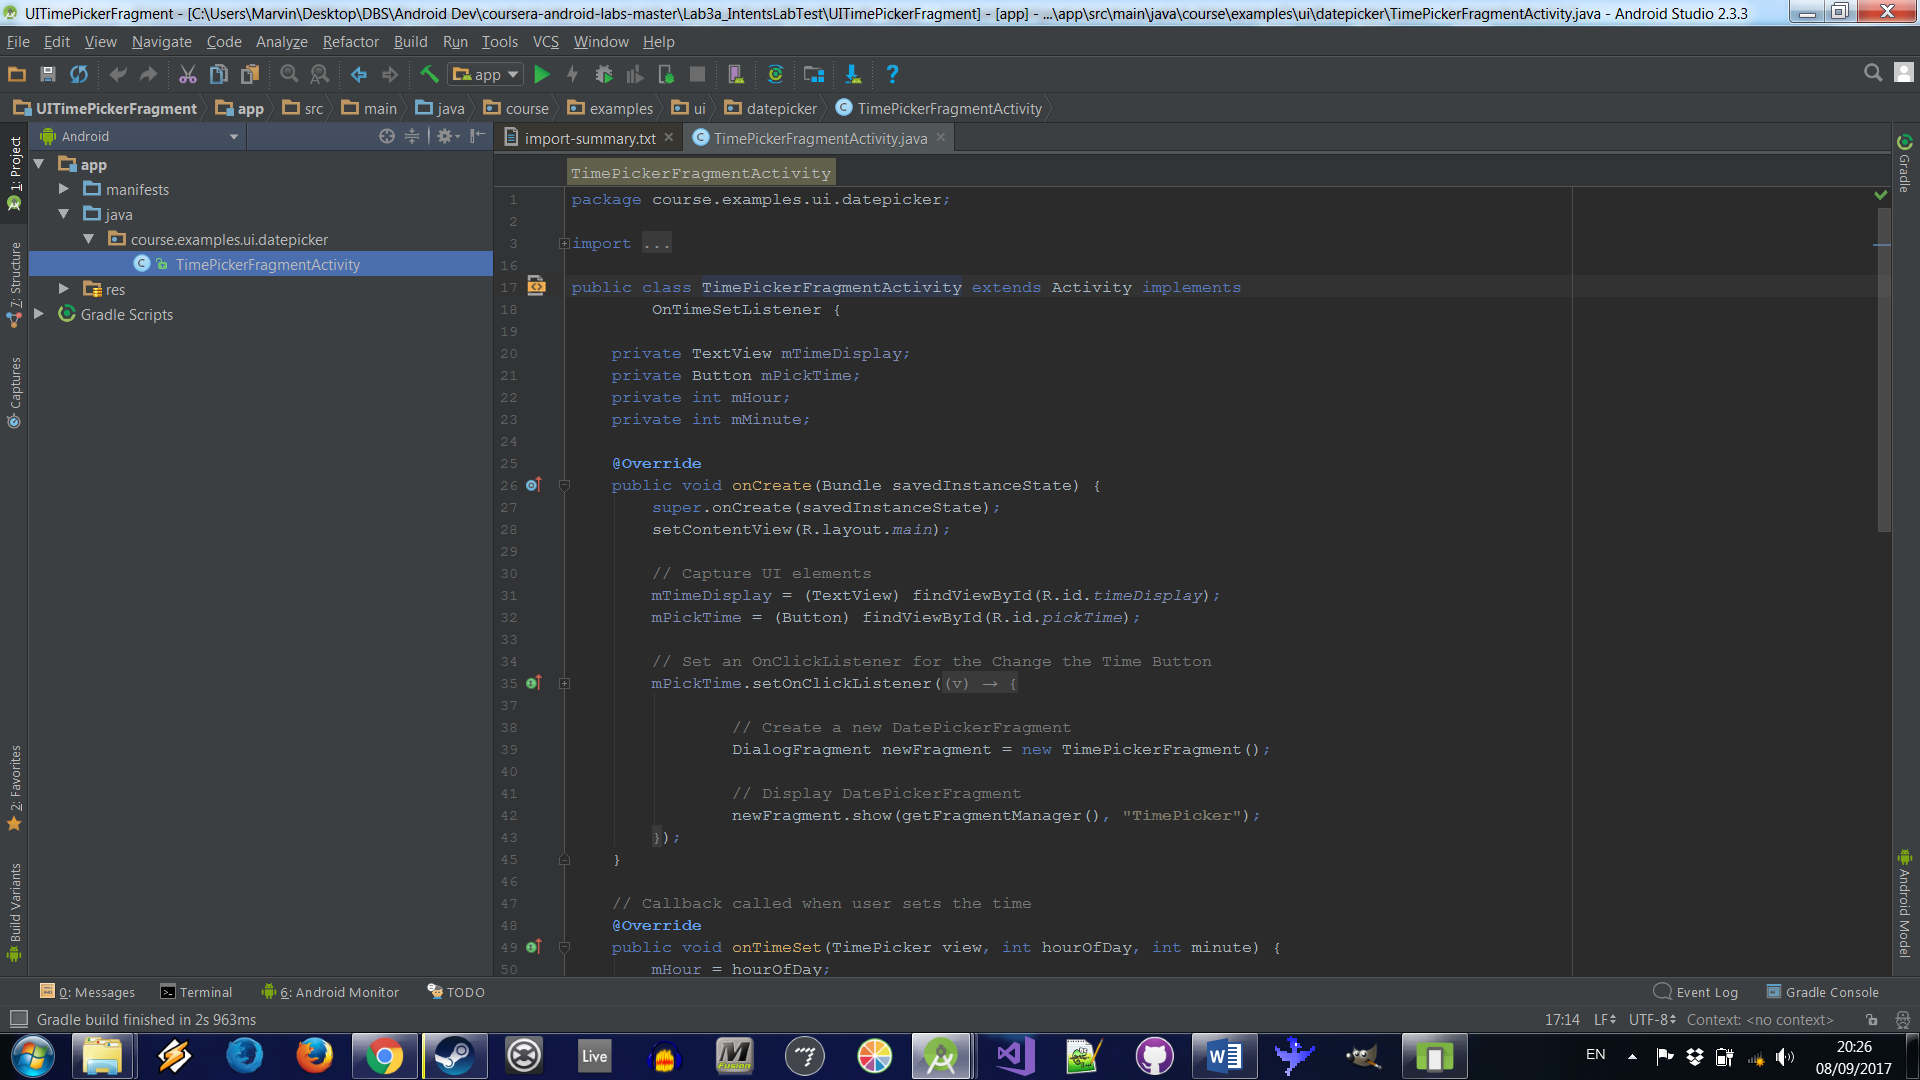 UITimePickerFragment - [C:\Users\Marvin\Desktop\DBS\Android Dev\coursera-android-labs-master\Lab3a_IntentsLabTest\UITimePickerFragment] - [app] - ...\app\src\main\java\course\examples\ui\datepicker\TimePickerFragmentActivity.java - Android Studio 2.3.3
File Edit View Navigate Code Analyze Refactor Build Run Tools VCS Window Help
app
UITimePickerFragment app src main java course examples ui datepicker TimePickerFragmentActivity
Android
import-summary.txt TimePickerFragmentActivity.java
1: Project
7: Structure
Captures
2: Favorites
Build Variants
app
manifests
java
course.examples.ui.datepicker
TimePickerFragmentActivity
res
Gradle Scripts
TimePickerFragmentActivity
1 package course.examples.ui.datepicker;
2
3 import ...
16
17 public class TimePickerFragmentActivity extends Activity implements
18 OnTimeSetListener {
19
20 private TextView mTimeDisplay;
21 private Button mPickTime;
22 private int mHour;
23 private int mMinute;
24
25 @Override
26 public void onCreate(Bundle savedInstanceState) {
27 super.onCreate(savedInstanceState);
28 setContentView(R.layout.main);
29
30 // Capture UI elements
31 mTimeDisplay = (TextView) findViewById(R.id.timeDisplay);
32 mPickTime = (Button) findViewById(R.id.pickTime);
33
34 // Set an OnClickListener for the Change the Time Button
35 mPickTime.setOnClickListener((v) → {
37
38 // Create a new DatePickerFragment
39 DialogFragment newFragment = new TimePickerFragment();
40
41 // Display DatePickerFragment
42 newFragment.show(getFragmentManager(), "TimePicker");
43 });
45 }
46
47 // Callback called when user sets the time
48 @Override
49 public void onTimeSet(TimePicker view, int hourOfDay, int minute) {
50 mHour = hourOfDay;
Gradle
Android Model
0: Messages Terminal 6: Android Monitor TODO Event Log Gradle Console
Gradle build finished in 2s 963ms 17:14 LF UTF-8 Context: <no context>
Live
Fusion
EN
20:26
08/09/2017